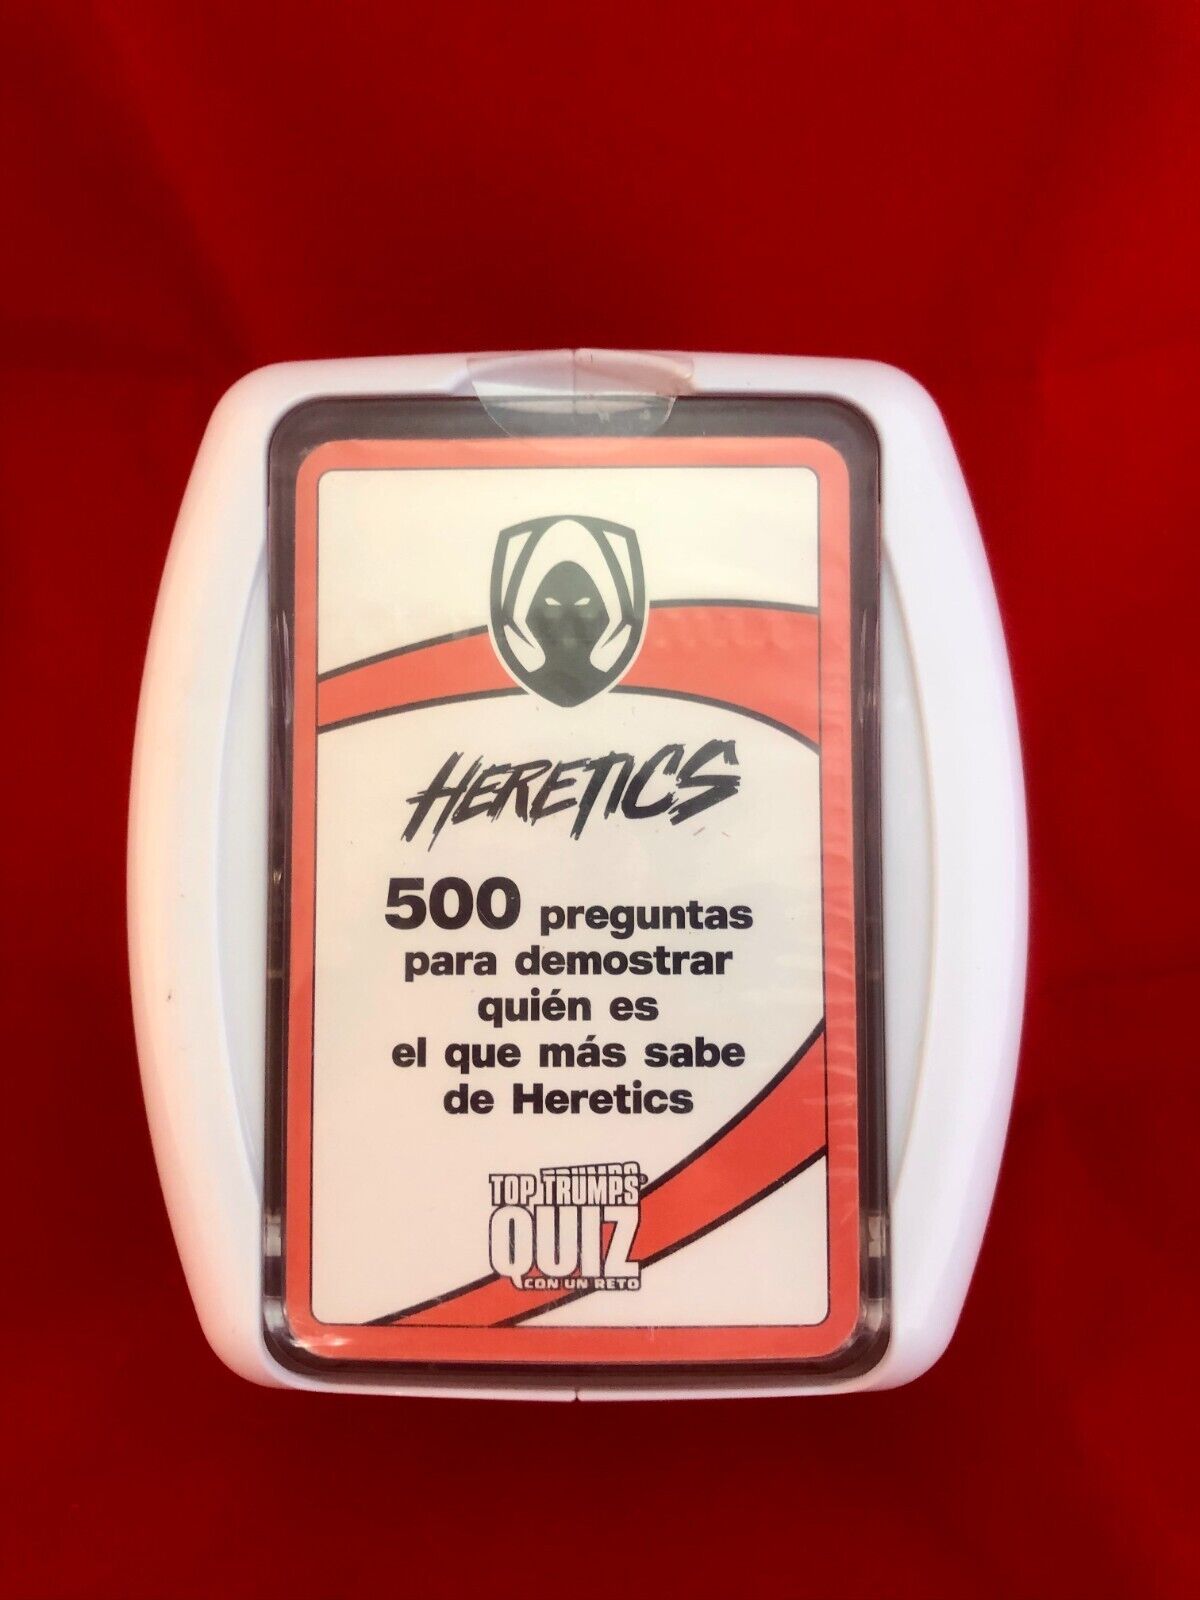 HERETICS
500 preguntas
para demostrar
quién es
el que más sabe
de Heretics
TOP TRUMPS®
QUIZ
CON UN RETO